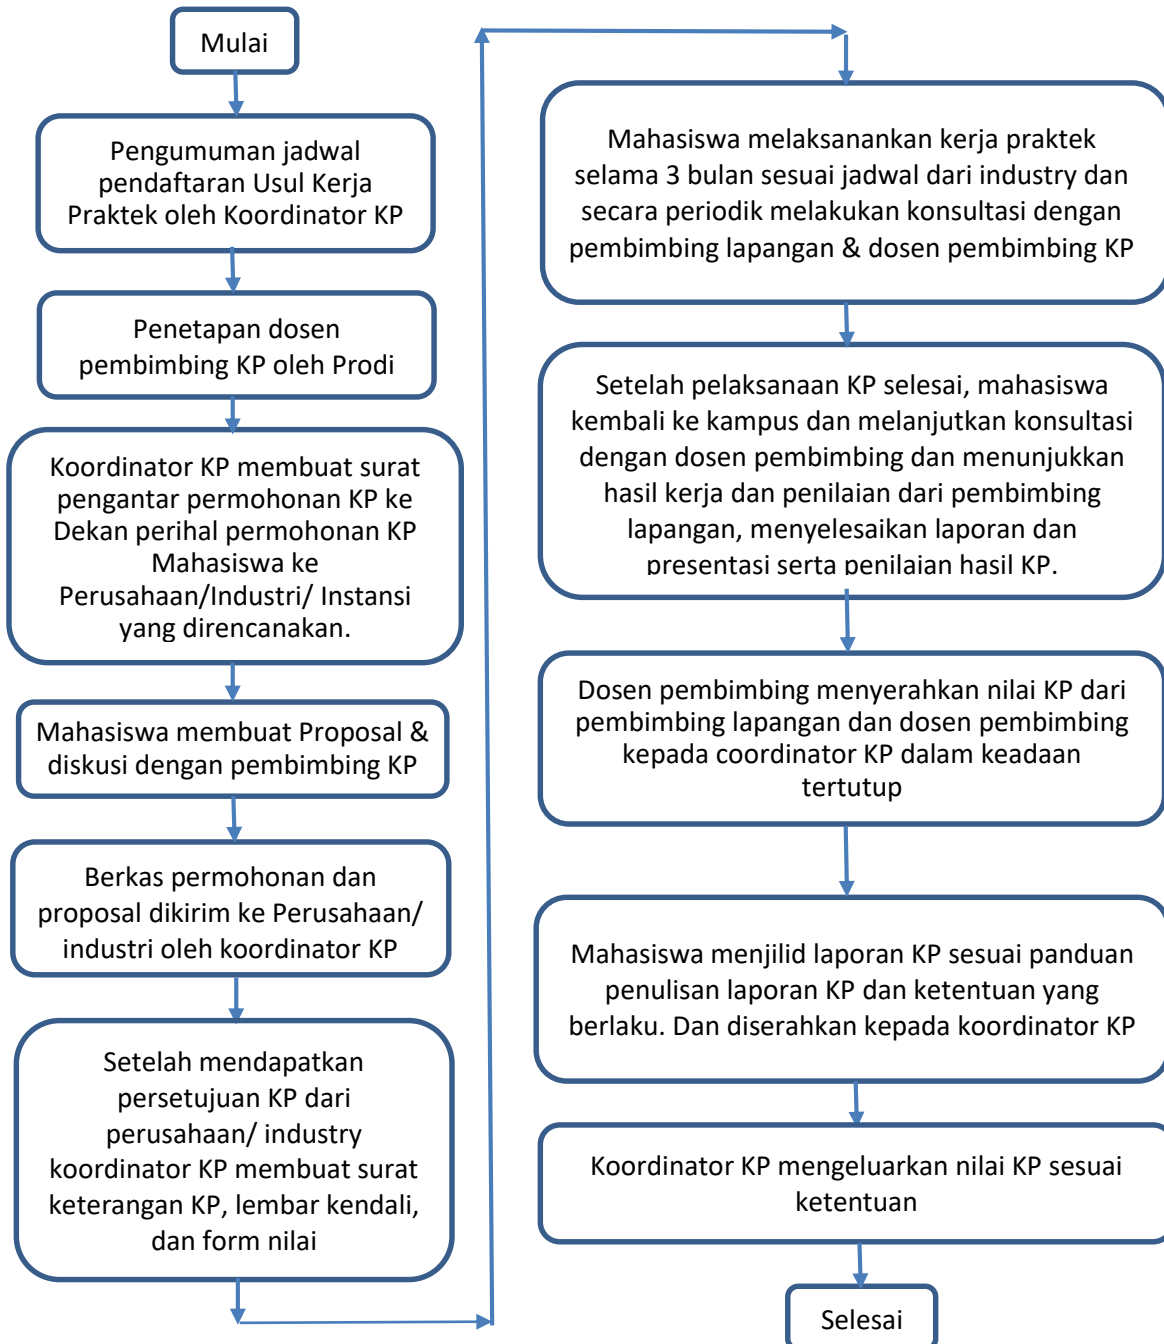 Mulai
Pengumuman jadwal
pendaftaran Usul Kerja
Praktek oleh Koordinator KP
Penetapan dosen
pembimbing KP oleh Prodi
Koordinator KP membuat surat
pengantar permohonan KP ke
Dekan perihal permohonan KP
Mahasiswa ke
Perusahaan/Industri/ Instansi
yang direncanakan.
Mahasiswa membuat Proposal &
diskusi dengan pembimbing KP
Berkas permohonan dan
proposal dikirim ke Perusahaan/
industri oleh koordinator KP
Setelah mendapatkan
persetujuan KP dari
perusahaan/ industry
koordinator KP membuat surat
keterangan KP, lembar kendali,
dan form nilai
Mahasiswa melaksanankan kerja praktek
selama 3 bulan sesuai jadwal dari industry dan
secara periodik melakukan konsultasi dengan
pembimbing lapangan & dosen pembimbing KP
Setelah pelaksanaan KP selesai, mahasiswa
kembali ke kampus dan melanjutkan konsultasi
dengan dosen pembimbing dan menunjukkan
hasil kerja dan penilaian dari pembimbing
lapangan, menyelesaikan laporan dan
presentasi serta penilaian hasil KP.
Dosen pembimbing menyerahkan nilai KP dari
pembimbing lapangan dan dosen pembimbing
kepada coordinator KP dalam keadaan
tertutup
Mahasiswa menjilid laporan KP sesuai panduan
penulisan laporan KP dan ketentuan yang
berlaku. Dan diserahkan kepada koordinator KP
Koordinator KP mengeluarkan nilai KP sesuai
ketentuan
Selesai